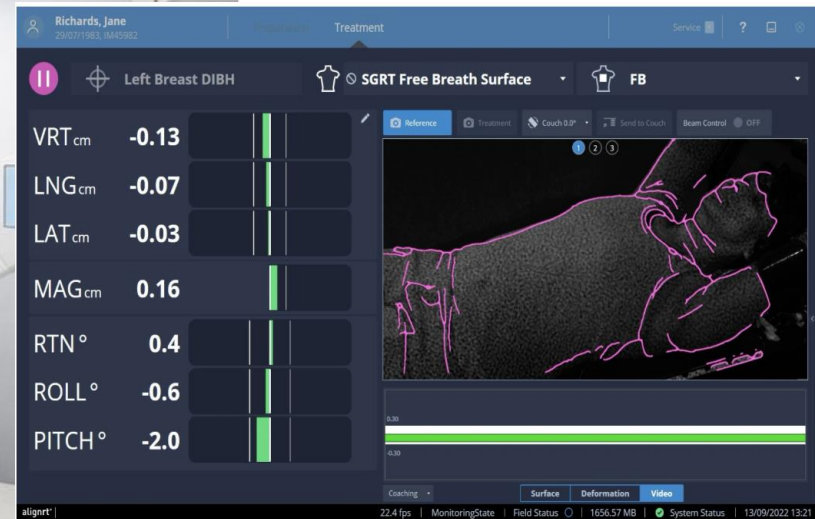 Richards, Jane
29/07/1983, IM45982
Treatment
Service
?
Left Breast DIBH
SGRT Free Breath Surface
FB
VRT cm -0.13
LNG cm -0.07
LAT cm -0.03
MAG cm 0.16
RTN ° 0.4
ROLL ° -0.6
PITCH ° -2.0
Reference
Treatment
Couch 0.0°
Send to Couch
Beam Control OFF
1 2 3
0.30
-0.30
Coaching
Surface Deformation Video
alignrt® 22.4 fps | MonitoringState | Field Status | 1656.57 MB | System Status | 13/09/2022 13:21